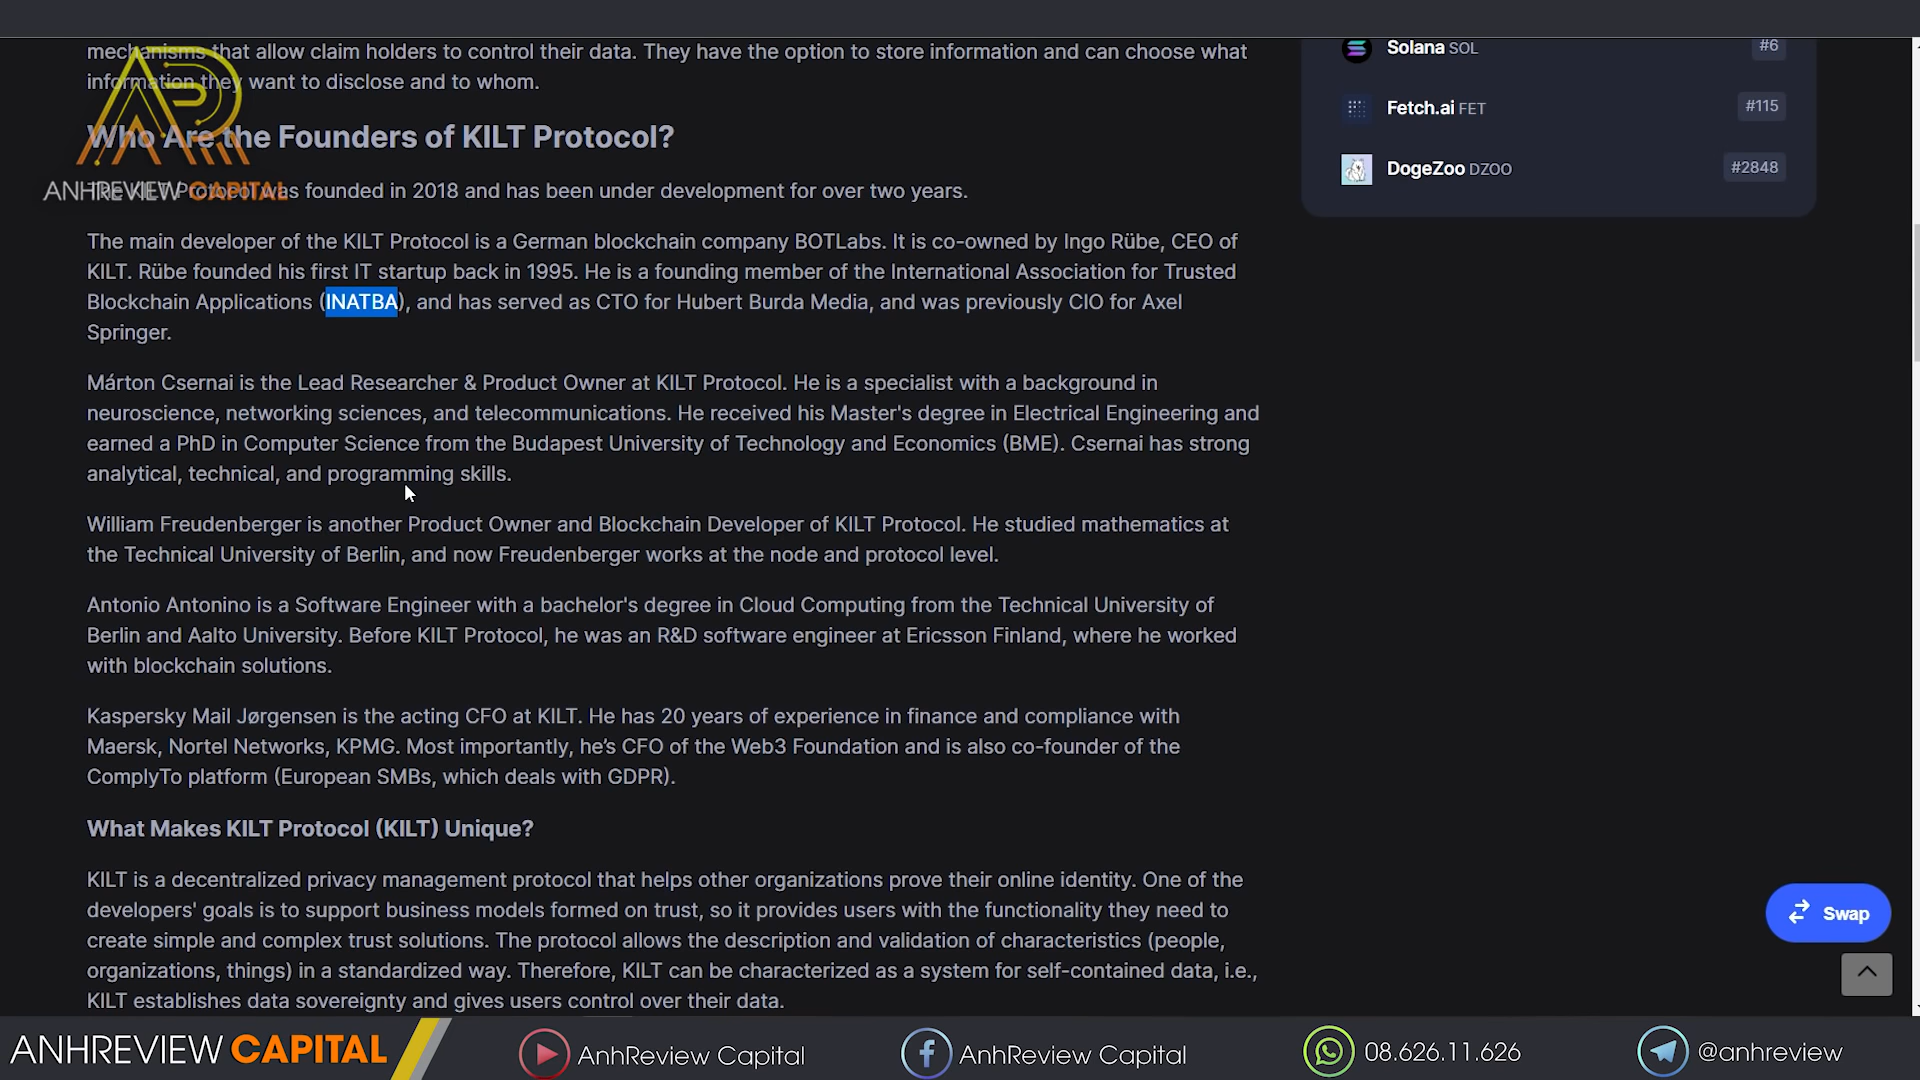 mechanisms that allow claim holders to control their data. They have the option to store information and can choose what
information they want to disclose and to whom.
Who Are the Founders of KILT Protocol?
ANHREVIEW CAPITAL
The KILT Protocol was founded in 2018 and has been under development for over two years.
The main developer of the KILT Protocol is a German blockchain company BOTLabs. It is co-owned by Ingo Rübe, CEO of
KILT. Rübe founded his first IT startup back in 1995. He is a founding member of the International Association for Trusted
Blockchain Applications (INATBA), and has served as CTO for Hubert Burda Media, and was previously CIO for Axel
Springer.
Márton Csernai is the Lead Researcher & Product Owner at KILT Protocol. He is a specialist with a background in
neuroscience, networking sciences, and telecommunications. He received his Master's degree in Electrical Engineering and
earned a PhD in Computer Science from the Budapest University of Technology and Economics (BME). Csernai has strong
analytical, technical, and programming skills.
William Freudenberger is another Product Owner and Blockchain Developer of KILT Protocol. He studied mathematics at
the Technical University of Berlin, and now Freudenberger works at the node and protocol level.
Antonio Antonino is a Software Engineer with a bachelor's degree in Cloud Computing from the Technical University of
Berlin and Aalto University. Before KILT Protocol, he was an R&D software engineer at Ericsson Finland, where he worked
with blockchain solutions.
Kaspersky Mail Jørgensen is the acting CFO at KILT. He has 20 years of experience in finance and compliance with
Maersk, Nortel Networks, KPMG. Most importantly, he's CFO of the Web3 Foundation and is also co-founder of the
ComplyTo platform (European SMBs, which deals with GDPR).
What Makes KILT Protocol (KILT) Unique?
KILT is a decentralized privacy management protocol that helps other organizations prove their online identity. One of the
developers' goals is to support business models formed on trust, so it provides users with the functionality they need to
create simple and complex trust solutions. The protocol allows the description and validation of characteristics (people,
organizations, things) in a standardized way. Therefore, KILT can be characterized as a system for self-contained data, i.e.,
KILT establishes data sovereignty and gives users control over their data.
Solana SOL #6
Fetch.ai FET #115
DogeZoo DZOO #2848
Swap
ANHREVIEW CAPITAL
AnhReview Capital
AnhReview Capital
08.626.11.626
@anhreview